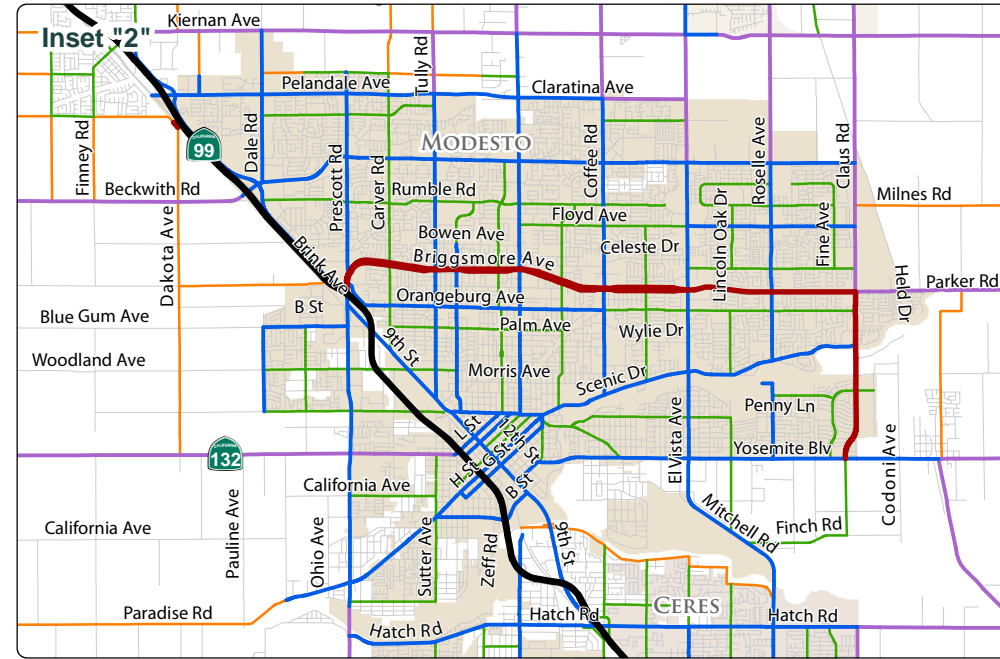 Kiernan Ave
Inset "2"
Tully Rd
Pelandale Ave
Claratina Ave
CALIFORNIA
99
Finney Rd
Dale Rd
MODESTO
Coffee Rd
Roselle Ave
Claus Rd
Prescott Rd
Carver Rd
Beckwith Rd
Rumble Rd
Milnes Rd
Dakota Ave
Floyd Ave
Lincoln Oak Dr
Fine Ave
Bowen Ave
Celeste Dr
Brink Ave
Briggsmore Ave
Held Dr
Parker Rd
B St
Orangeburg Ave
Blue Gum Ave
9th St
Palm Ave
Wylie Dr
Woodland Ave
Morris Ave
Scenic Dr
Penny Ln
L St
12th St
El Vista Ave
Yosemite Blv
CALIFORNIA
132
G St
H St
B St
Codoni Ave
California Ave
California Ave
Pauline Ave
Ohio Ave
Sutter Ave
Zeff Rd
9th St
Mitchell Rd
Finch Rd
Paradise Rd
Hatch Rd
Hatch Rd
CERES
Hatch Rd